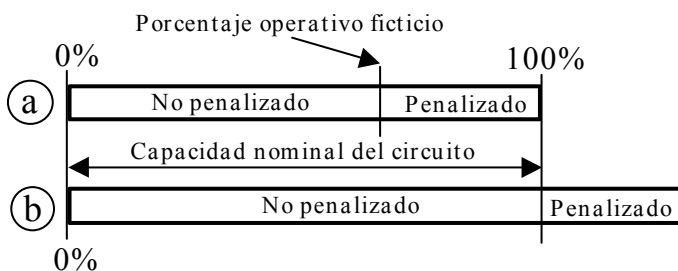 Porcentaje operativo ficticio
0% 100%
a No penalizado Penalizado
Capacidad nominal del circuito
b No penalizado Penalizado
0%